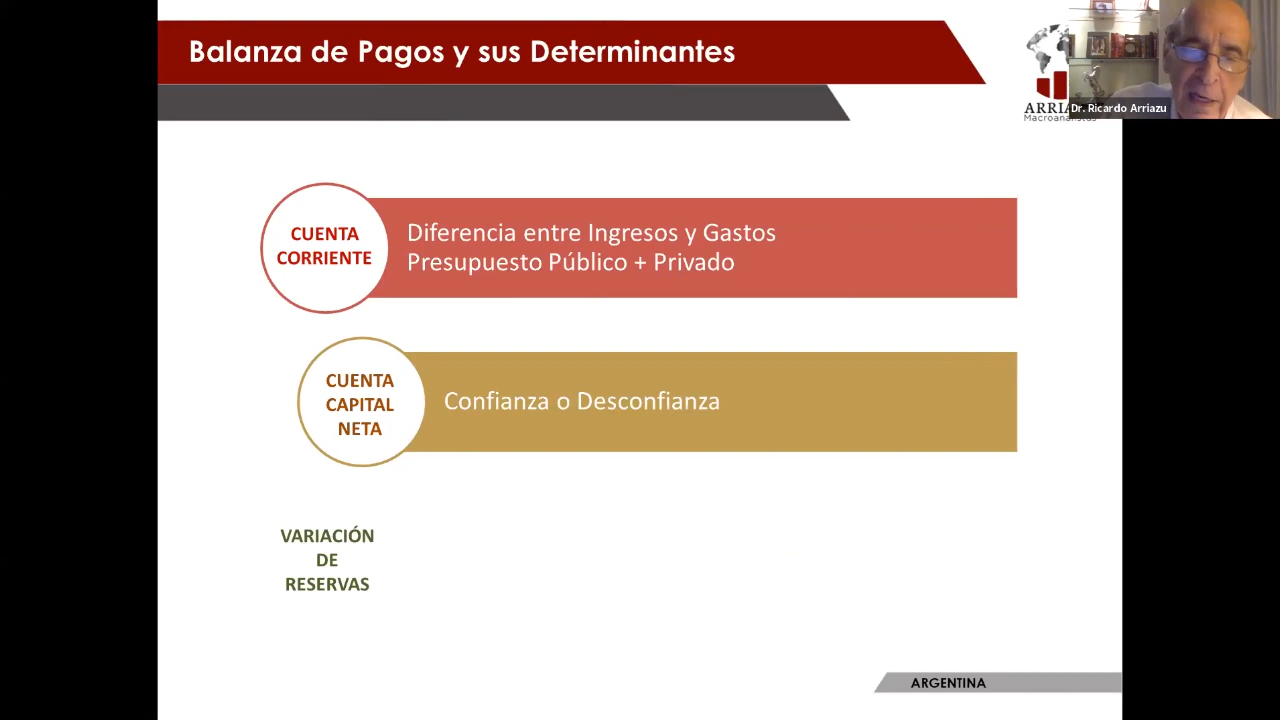 Balanza de Pagos y sus Determinantes
Dr. Ricardo Arriazu
CUENTA
CORRIENTE
Diferencia entre Ingresos y Gastos
Presupuesto Público + Privado
CUENTA
CAPITAL
NETA
Confianza o Desconfianza
VARIACIÓN
DE
RESERVAS
ARGENTINA